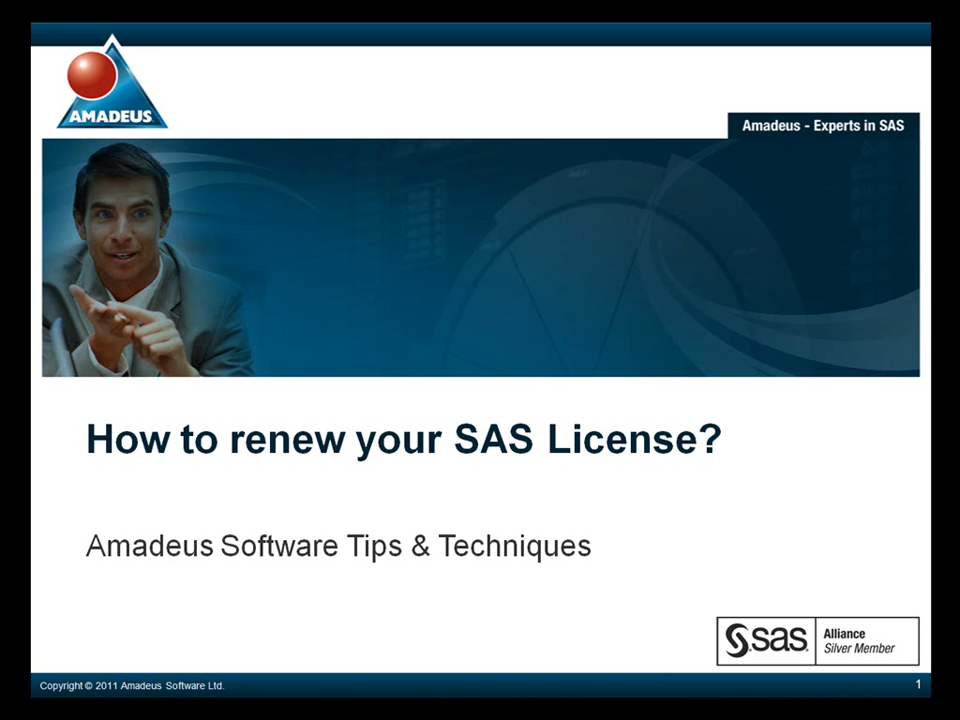 AMADEUS
Amadeus - Experts in SAS
How to renew your SAS License?
Amadeus Software Tips & Techniques
sas. Alliance
Silver Member
Copyright © 2011 Amadeus Software Ltd.
1